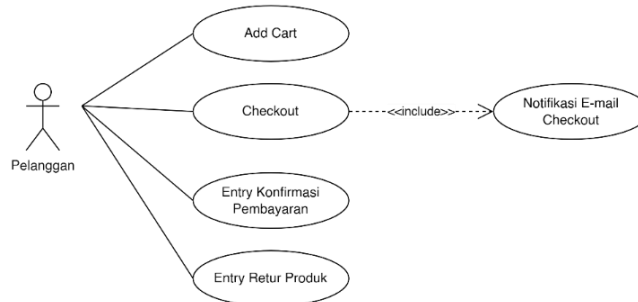 Add Cart
Checkout
<<include>>
Notifikasi E-mail
Checkout
Pelanggan
Entry Konfirmasi
Pembayaran
Entry Retur Produk